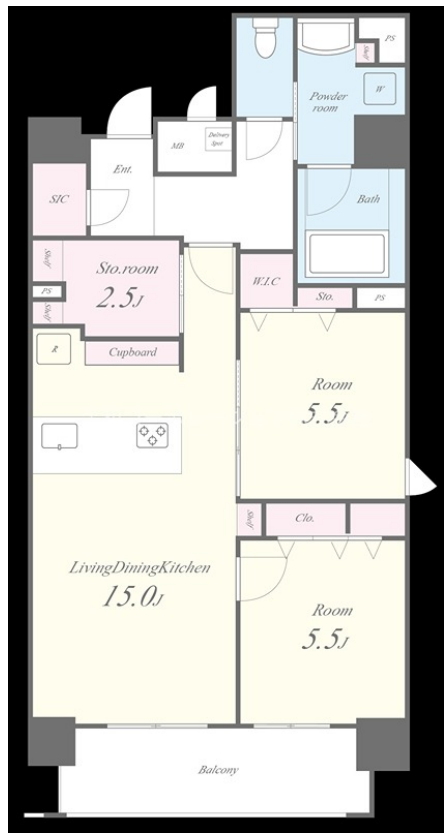 PS
Shelf
W
Powder
room
Delivery
Spot
MB
Ent.
Bath
SIC
Shelf
Sto.room
2.5J
W.I.C
Sto.
PS
PS
Shelf
R
Cupboard
Room
5.5J
Shelf
Clo.
LivingDiningKitchen
15.0J
Room
5.5J
Balcony